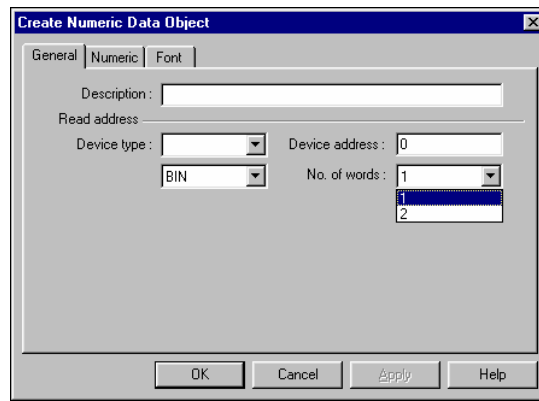 Create Numeric Data Object
General Numeric Font
Description :
Read address
Device type : Device address : 0
BIN No. of words : 1
1
2
OK Cancel Apply Help